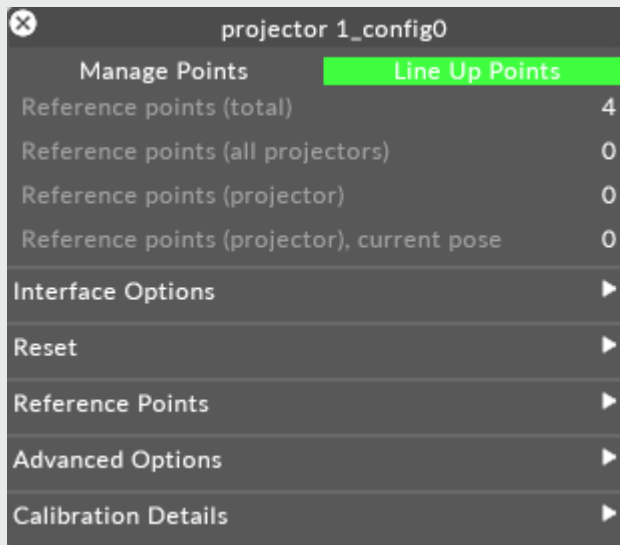 projector 1_config0
Manage Points Line Up Points
Reference points (total) 4
Reference points (all projectors) 0
Reference points (projector) 0
Reference points (projector), current pose 0
Interface Options
Reset
Reference Points
Advanced Options
Calibration Details